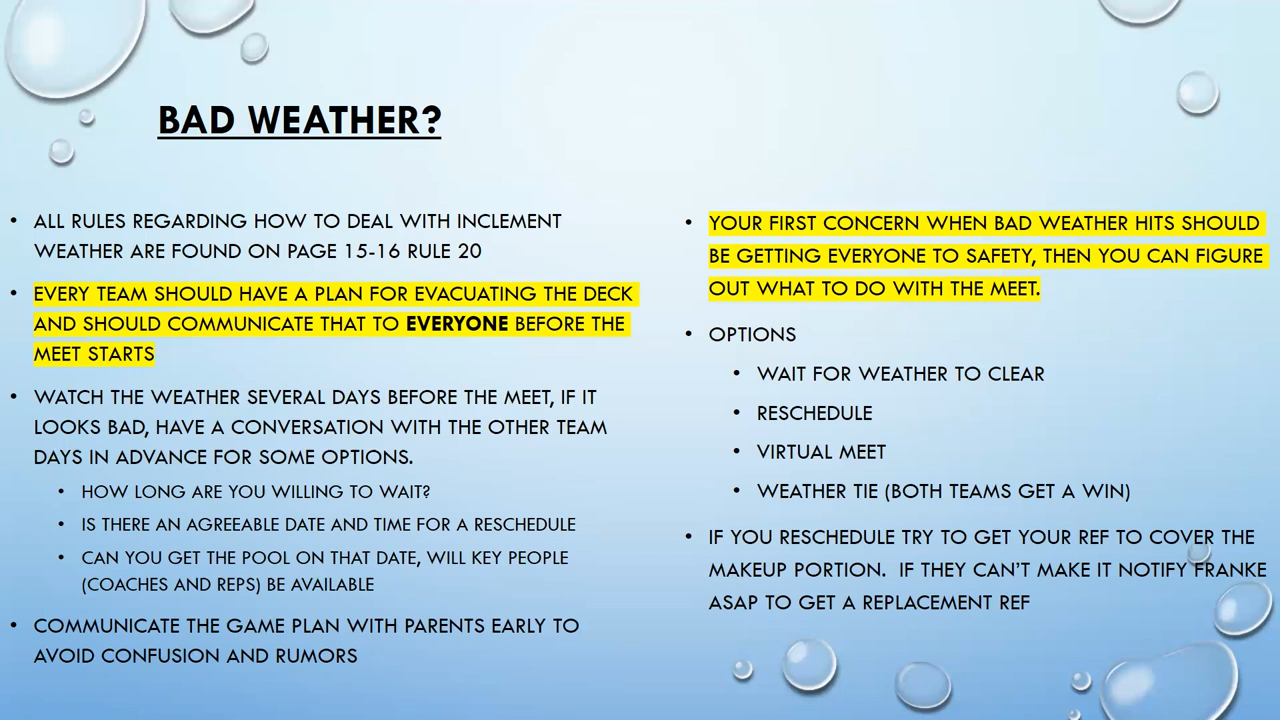 BAD WEATHER?
• ALL RULES REGARDING HOW TO DEAL WITH INCLEMENT
WEATHER ARE FOUND ON PAGE 15-16 RULE 20
• EVERY TEAM SHOULD HAVE A PLAN FOR EVACUATING THE DECK
AND SHOULD COMMUNICATE THAT TO EVERYONE BEFORE THE
MEET STARTS
• WATCH THE WEATHER SEVERAL DAYS BEFORE THE MEET, IF IT
LOOKS BAD, HAVE A CONVERSATION WITH THE OTHER TEAM
DAYS IN ADVANCE FOR SOME OPTIONS.
• HOW LONG ARE YOU WILLING TO WAIT?
• IS THERE AN AGREEABLE DATE AND TIME FOR A RESCHEDULE
• CAN YOU GET THE POOL ON THAT DATE, WILL KEY PEOPLE
(COACHES AND REPS) BE AVAILABLE
• COMMUNICATE THE GAME PLAN WITH PARENTS EARLY TO
AVOID CONFUSION AND RUMORS
• YOUR FIRST CONCERN WHEN BAD WEATHER HITS SHOULD
BE GETTING EVERYONE TO SAFETY, THEN YOU CAN FIGURE
OUT WHAT TO DO WITH THE MEET.
• OPTIONS
• WAIT FOR WEATHER TO CLEAR
• RESCHEDULE
• VIRTUAL MEET
• WEATHER TIE (BOTH TEAMS GET A WIN)
• IF YOU RESCHEDULE TRY TO GET YOUR REF TO COVER THE
MAKEUP PORTION.  IF THEY CAN'T MAKE IT NOTIFY FRANKE
ASAP TO GET A REPLACEMENT REF